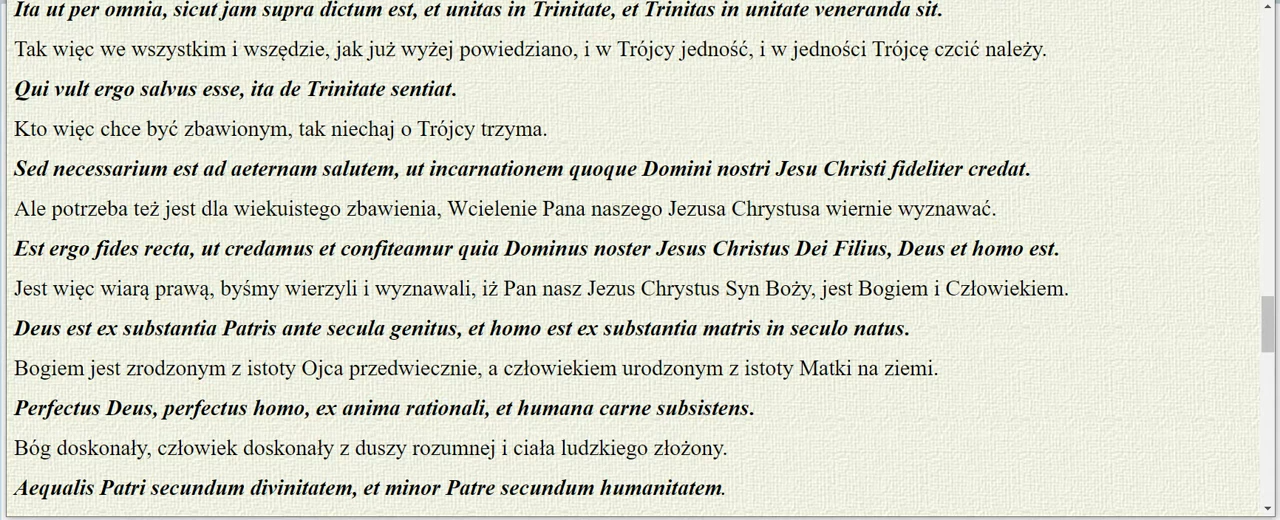 Ita ut per omnia, sicut jam supra dictum est, et unitas in Trinitate, et Trinitas in unitate veneranda sit.
Tak więc we wszystkim i wszędzie, jak już wyżej powiedziano, i w Trójcy jedność, i w jedności Trójcę czcić należy.
Qui vult ergo salvus esse, ita de Trinitate sentiat.
Kto więc chce być zbawionym, tak niechaj o Trójcy trzyma.
Sed necessarium est ad aeternam salutem, ut incarnationem quoque Domini nostri Jesu Christi fideliter credat.
Ale potrzeba też jest dla wiekuistego zbawienia, Wcielenie Pana naszego Jezusa Chrystusa wiernie wyznawać.
Est ergo fides recta, ut credamus et confiteamur quia Dominus noster Jesus Christus Dei Filius, Deus et homo est.
Jest więc wiarą prawą, byśmy wierzyli i wyznawali, iż Pan nasz Jezus Chrystus Syn Boży, jest Bogiem i Człowiekiem.
Deus est ex substantia Patris ante secula genitus, et homo est ex substantia matris in seculo natus.
Bogiem jest zrodzonym z istoty Ojca przedwiecznie, a człowiekiem urodzonym z istoty Matki na ziemi.
Perfectus Deus, perfectus homo, ex anima rationali, et humana carne subsistens.
Bóg doskonały, człowiek doskonały z duszy rozumnej i ciała ludzkiego złożony.
Aequalis Patri secundum divinitatem, et minor Patre secundum humanitatem.